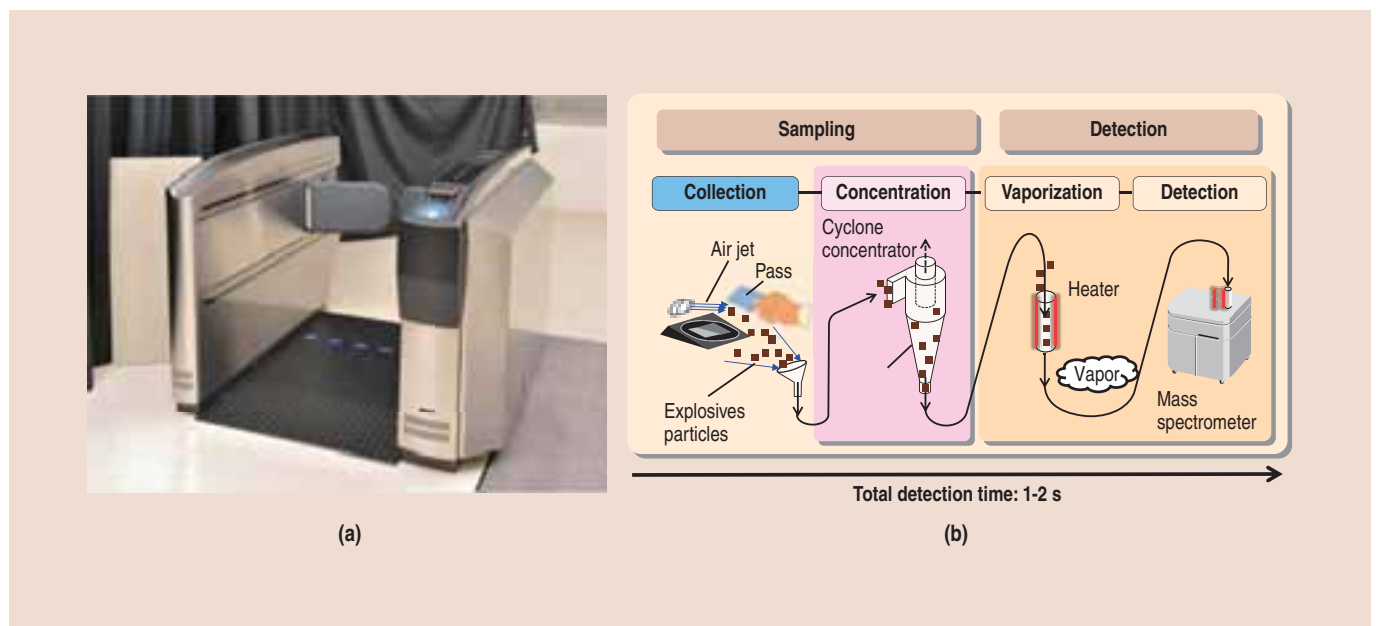 Sampling
Detection
Collection
Concentration
Vaporization
Detection
Cyclone
concentrator
Air jet
Pass
Heater
Vapor
Explosives
particles
Mass
spectrometer
Total detection time: 1-2 s
(a)
(b)